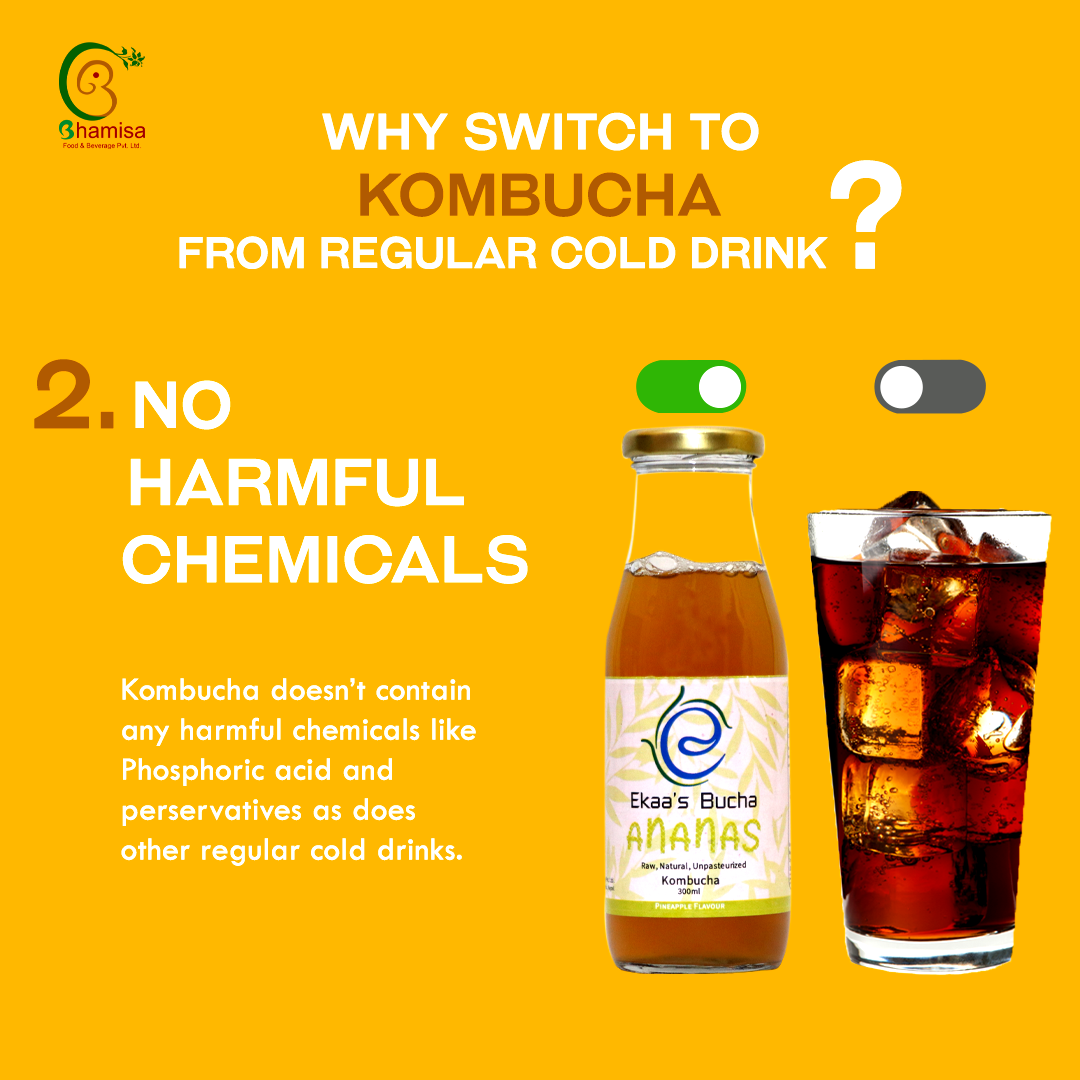 Bhamisa
Food & Beverage Pvt. Ltd.
WHY SWITCH TO
KOMBUCHA
FROM REGULAR COLD DRINK ?
2. NO
HARMFUL
CHEMICALS
Kombucha doesn't contain
any harmful chemicals like
Phosphoric acid and
perservatives as does
other regular cold drinks.
Ekaa's Bucha
ANANAS
Raw, Natural, Unpasteurized
Kombucha
300ml
PINEAPPLE FLAVOUR